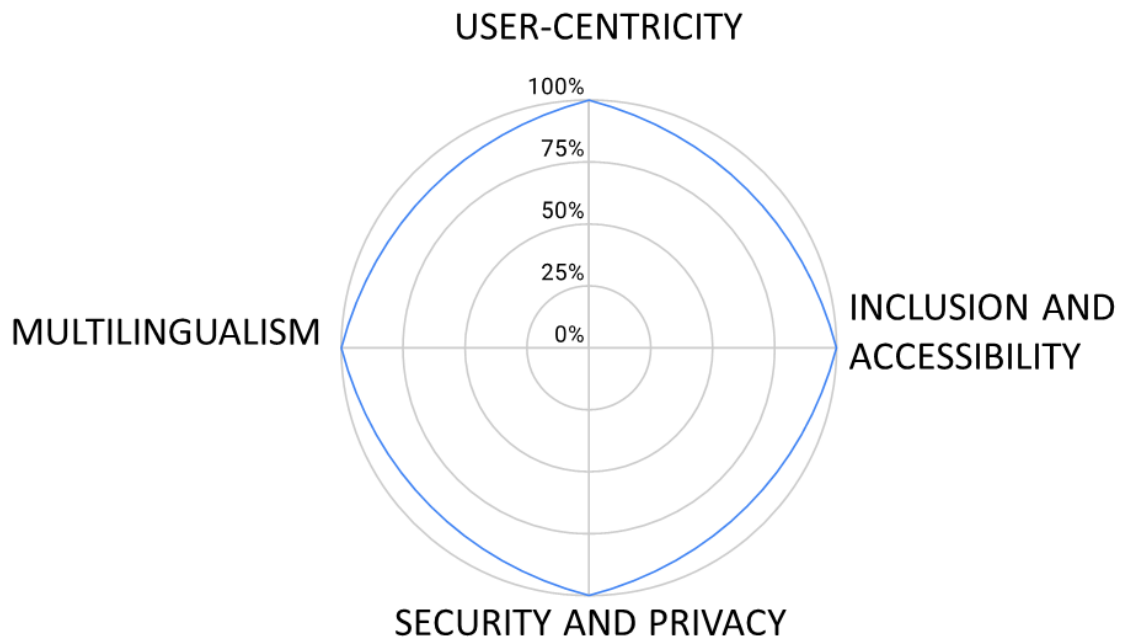 USER-CENTRICITY
100%
75%
50%
25%
0%
MULTILINGUALISM
INCLUSION AND
ACCESSIBILITY
SECURITY AND PRIVACY